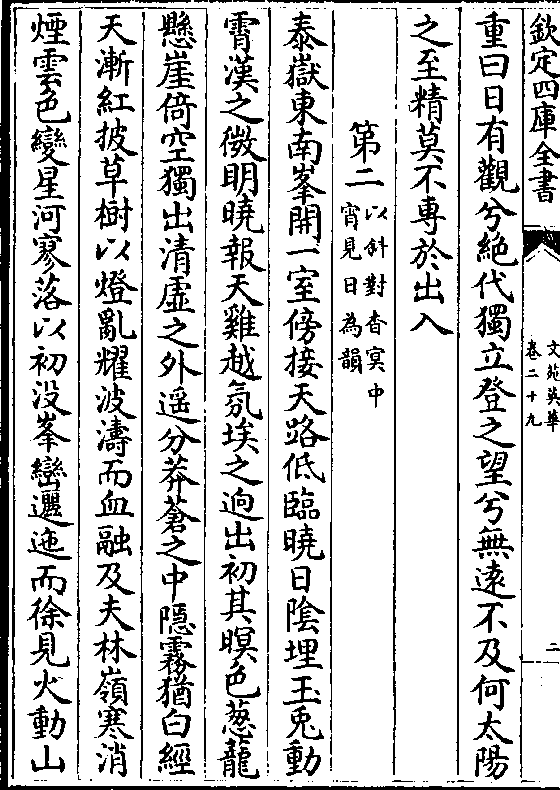 欽定四庫全書
文苑英華
卷二十九
二
重曰日有觀兮絶代獨立登之望兮無遠不及何太陽
之至精莫不專於出入
第二以斜對杳冥中宵見日為韻
泰嶽東南峯開一室傍接天路低臨曉日陰埋玉兎動
霄漢之微明曉報天雞越氛埃之逈出初其暝色葱蘢
懸崖倚空獨出清虚之外遥分莽蒼之中隠霧猶白經
天漸紅披草樹以燈亂耀波濤而血融及夫林嶺寒消
煙雲色變星河寥落以初没峯巒邐迤而徐見火動山